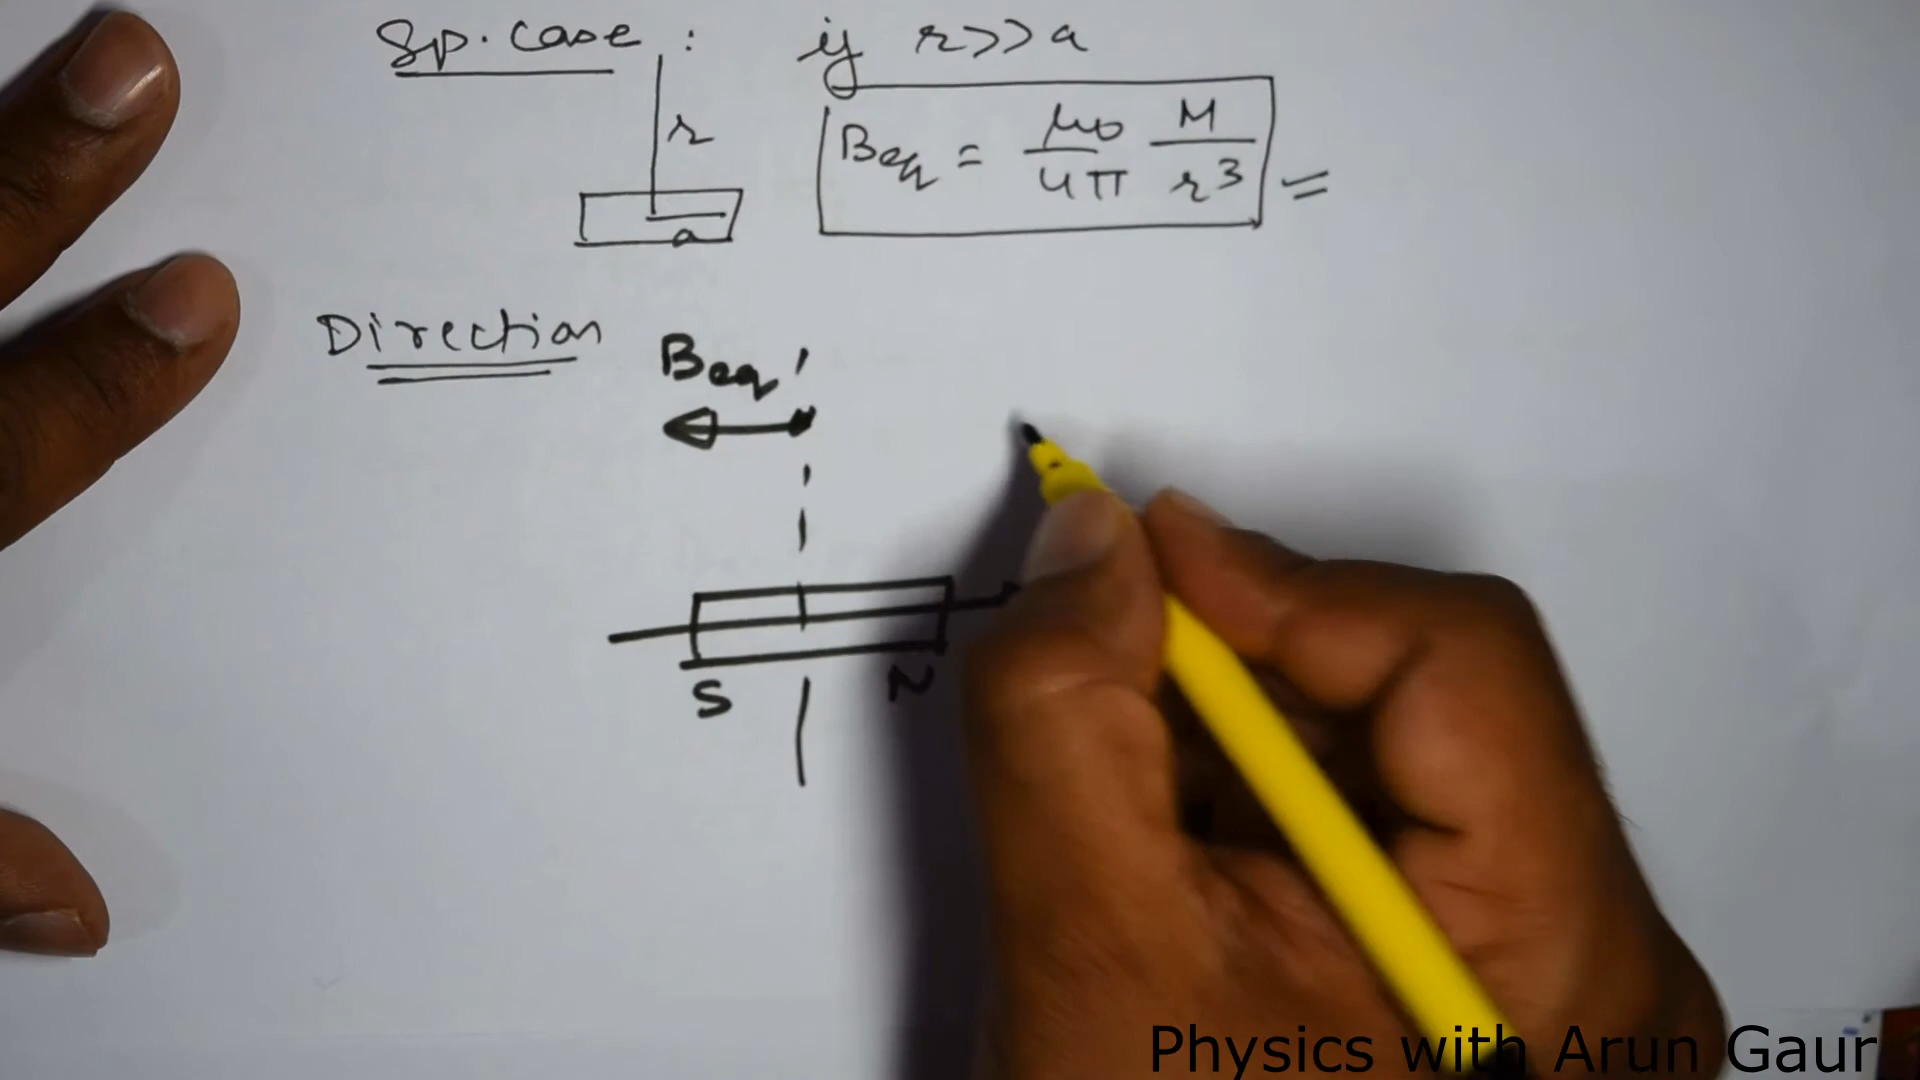 Sp. Case : if r>>a
r
Beq = μ0/4π M/r³
a
Direction
Beq
S N
Physics with Arun Gaur